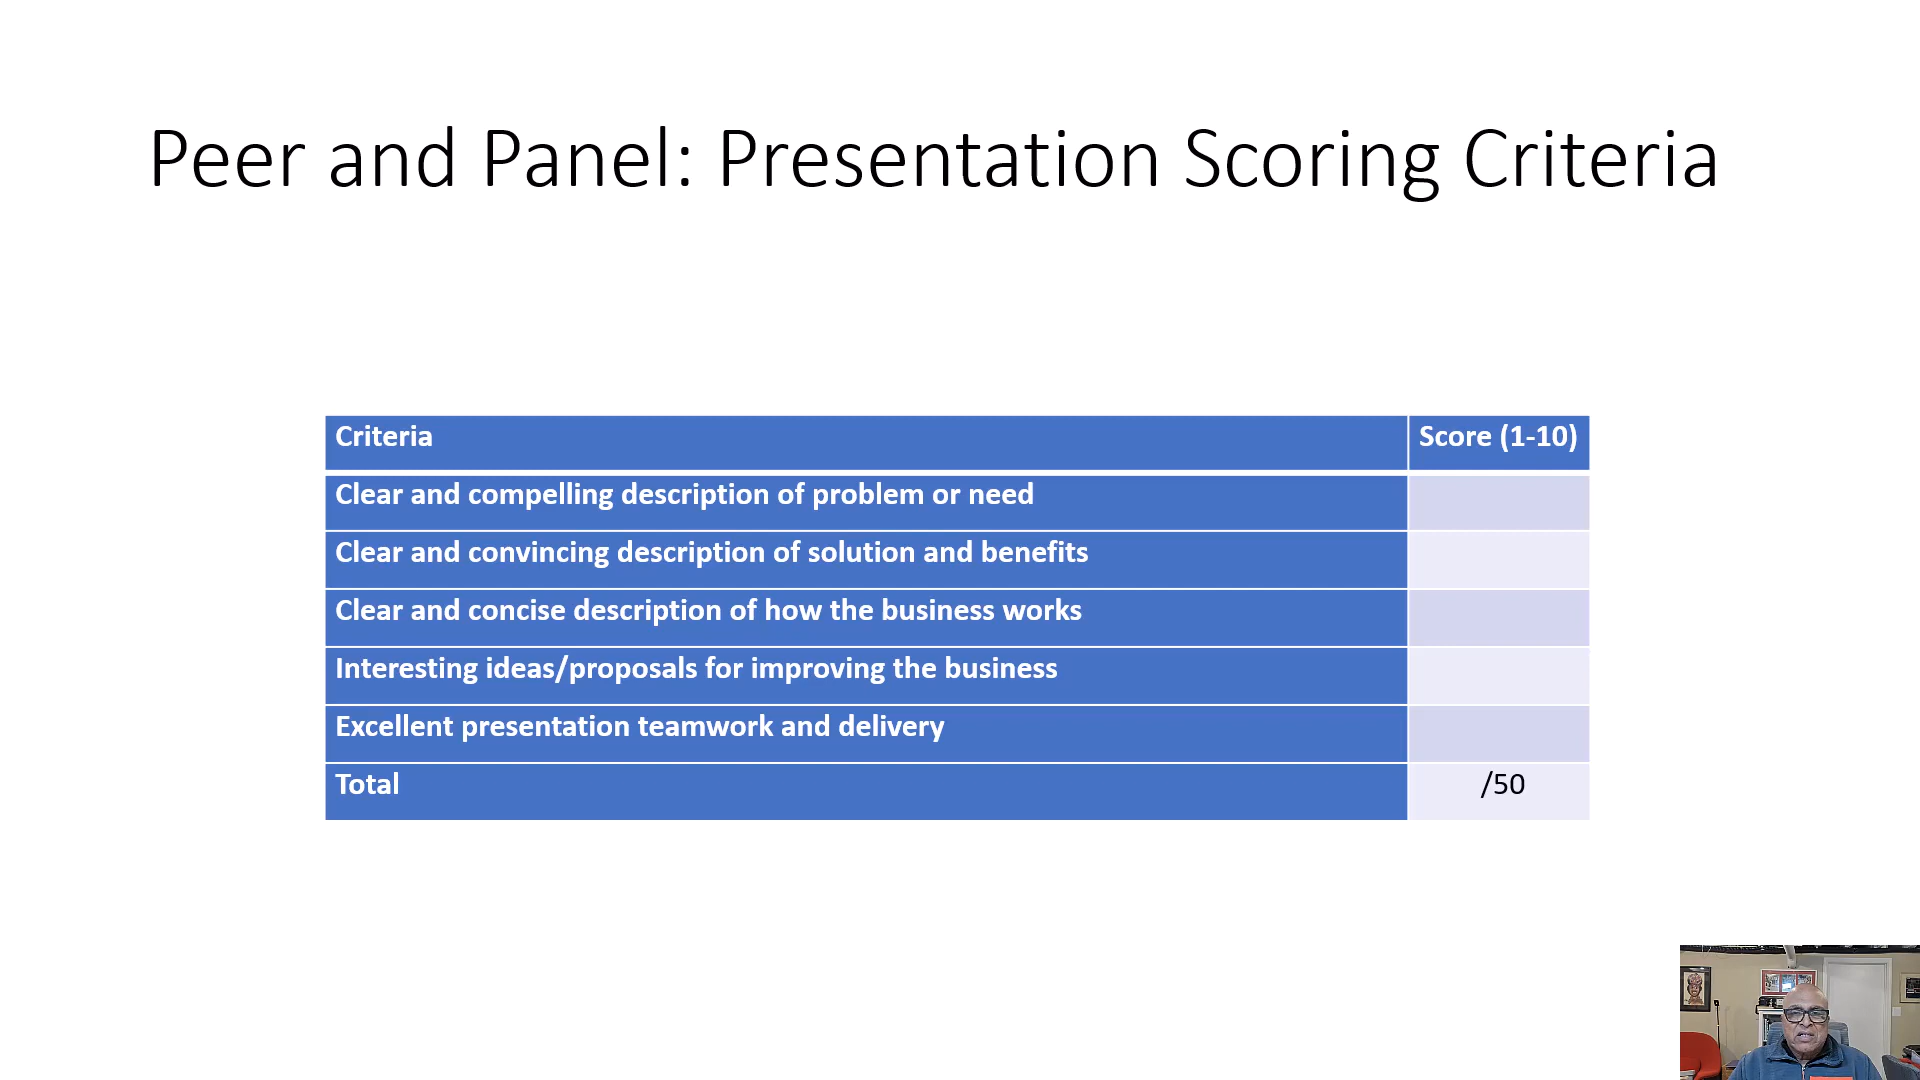 Peer and Panel: Presentation Scoring Criteria
Criteria
Score (1-10)
Clear and compelling description of problem or need
Clear and convincing description of solution and benefits
Clear and concise description of how the business works
Interesting ideas/proposals for improving the business
Excellent presentation teamwork and delivery
Total
/50